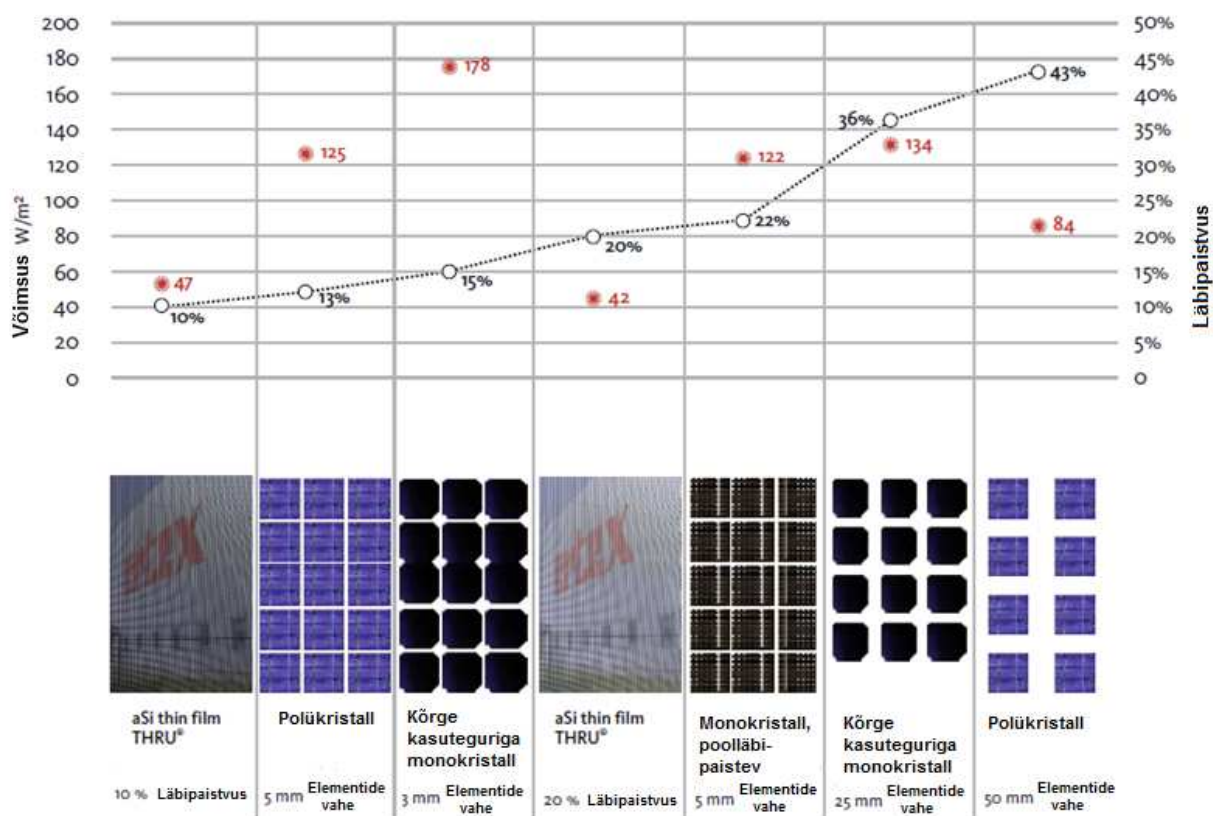 200
180
160
140
120
100
80
60
40
20
0
Võimsus W/m²
50%
45%
40%
35%
30%
25%
20%
15%
10%
5%
0
Läbipaistvus
47
10%
125
13%
178
15%
42
20%
122
22%
134
36%
84
43%
aSi thin film
THRU®
10 % Läbipaistvus
Polükristall
5 mm Elementide
vahe
Kõrge
kasuteguriga
monokristall
3 mm Elementide
vahe
aSi thin film
THRU®
20 % Läbipaistvus
Monokristall,
poolläbi-
paistev
5 mm Elementide
vahe
Kõrge
kasuteguriga
monokristall
25 mm Elementide
vahe
Polükristall
50 mm Elementide
vahe